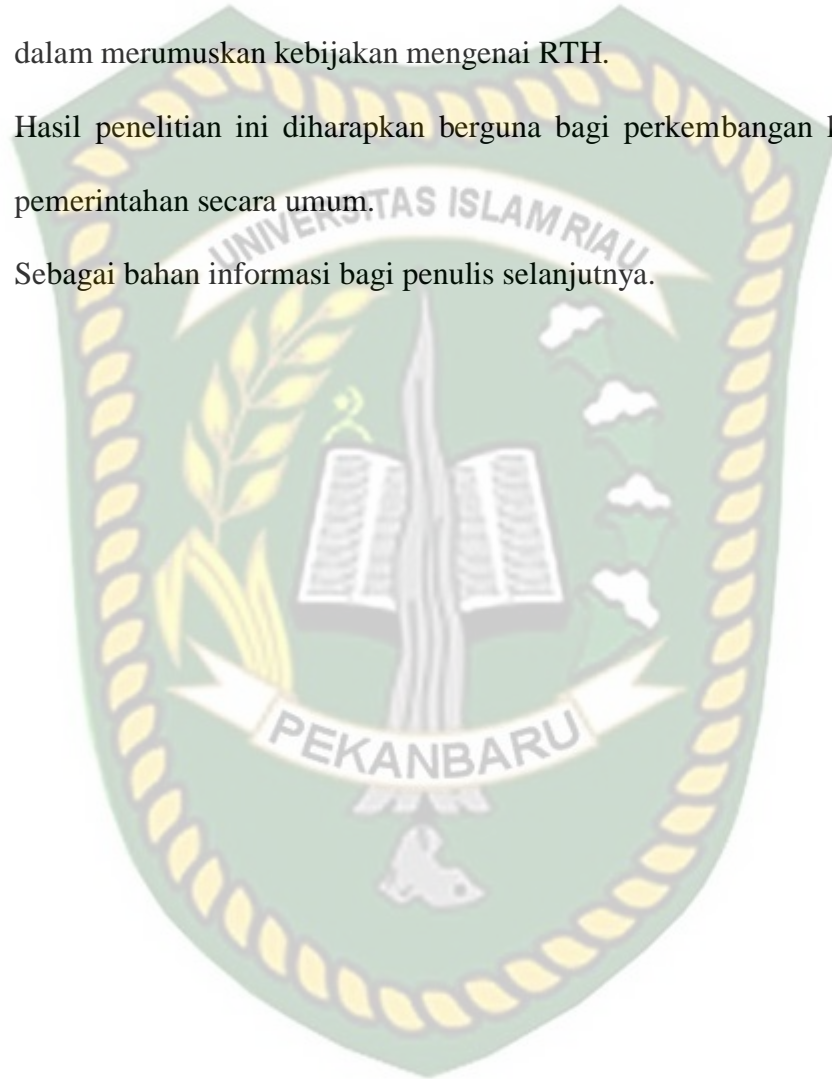 dalam merumuskan kebijakan mengenai RTH.
Hasil penelitian ini diharapkan berguna bagi perkembangan
pemerintahan secara umum.
UNIVERSITAS ISLAM RIAU
Sebagai bahan informasi bagi penulis selanjutnya.
PEKANBARU